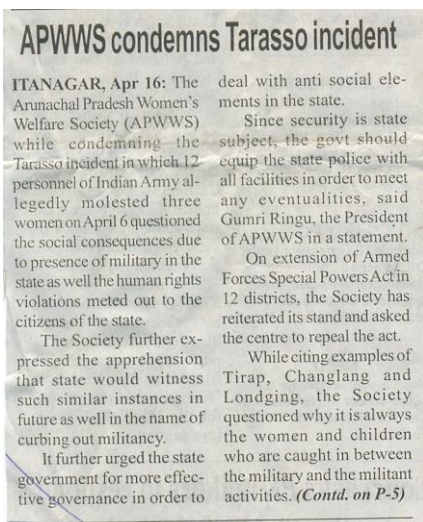 APWWS condemns Tarasso incident
ITANAGAR, Apr 16: The
Arunachal Pradesh Women's
Welfare Society (APWWS)
while condemning the
Tarasso incident in which 12
personnel of Indian Army al-
legedly molested three
women on April 6 questioned
the social consequences due
to presence of military in the
state as well the human rights
violations meted out to the
citizens of the state.
The Society further ex-
pressed the apprehension
that state would witness
such similar instances in
future as well in the name of
curbing out militancy.
It further urged the state
government for more effec-
tive governance in order to
deal with anti social ele-
ments in the state.
Since security is state
subject, the govt should
equip the state police with
all facilities in order to meet
any eventualities, said
Gumri Ringu, the President
of APWWS in a statement.
On extension of Armed
Forces Special Powers Act in
12 districts, the Society has
reiterated its stand and asked
the centre to repeal the act.
While citing examples of
Tirap, Changlang and
Londging, the Society
questioned why it is always
the women and children
who are caught in between
the military and the militant
activities. (Contd. on P-5)